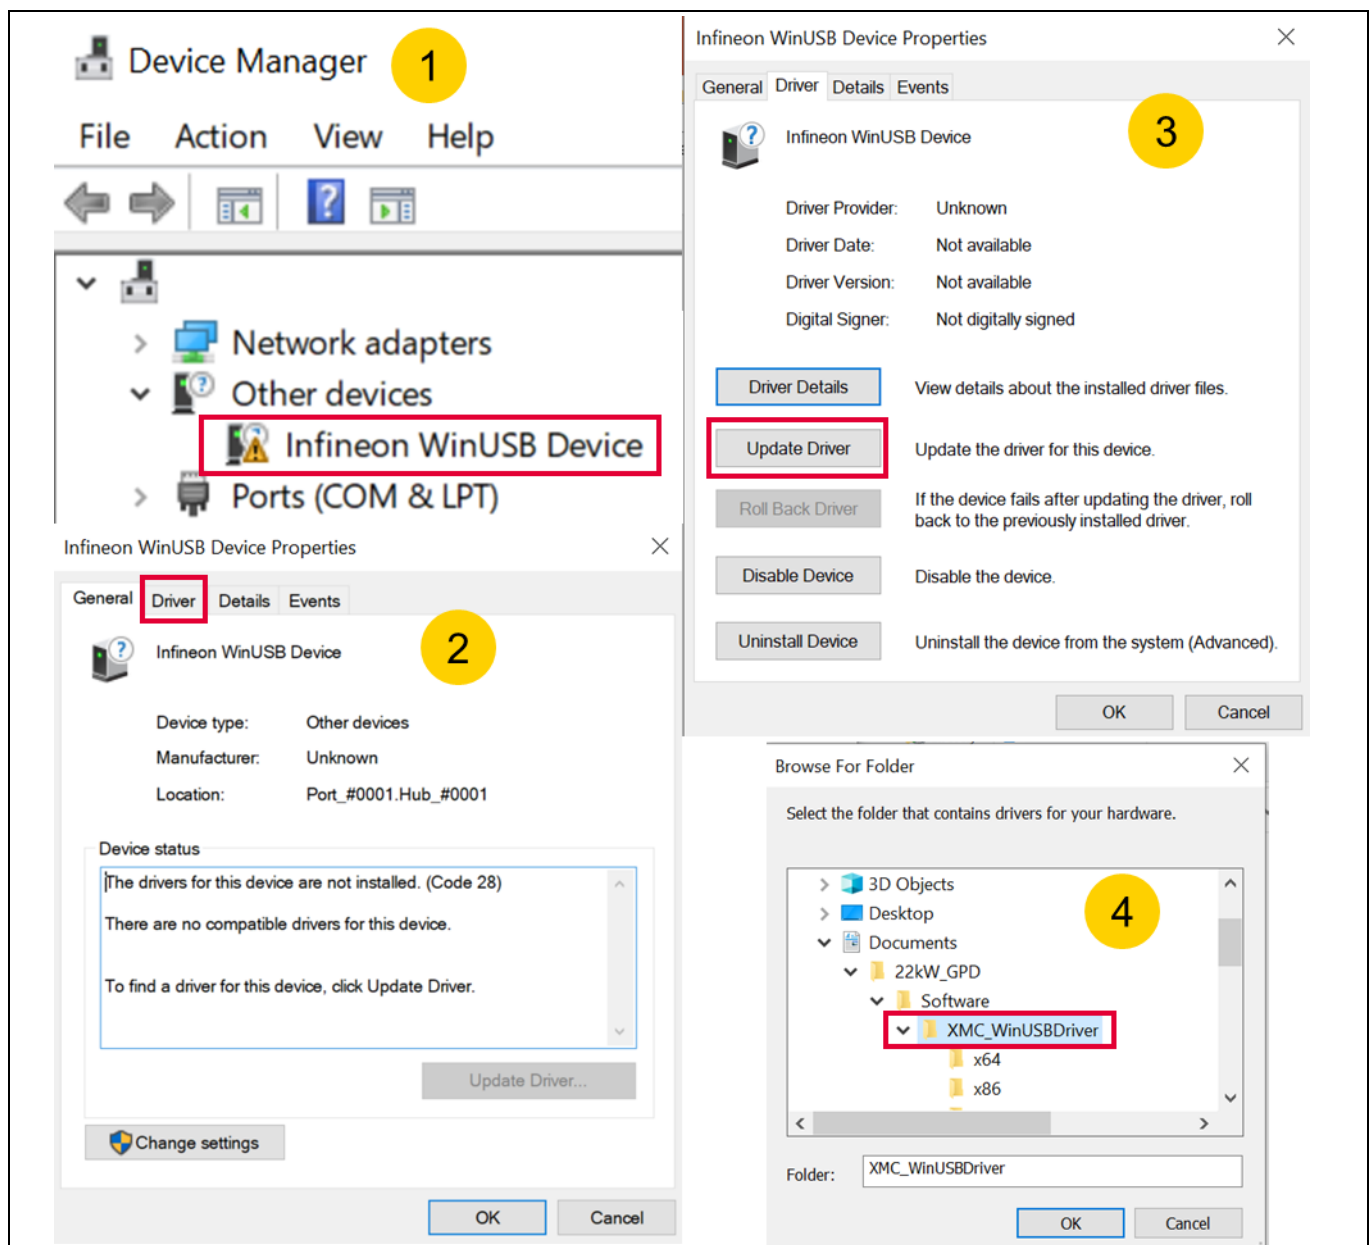 Device Manager
1
File Action View Help
Network adapters
Other devices
Infineon WinUSB Device
Ports (COM & LPT)
Infineon WinUSB Device Properties
General Driver Details Events
2
Infineon WinUSB Device
Device type: Other devices
Manufacturer: Unknown
Location: Port_#0001.Hub_#0001
Device status
The drivers for this device are not installed. (Code 28)
There are no compatible drivers for this device.
To find a driver for this device, click Update Driver.
Update Driver...
Change settings
OK Cancel
Infineon WinUSB Device Properties
General Driver Details Events
3
Infineon WinUSB Device
Driver Provider: Unknown
Driver Date: Not available
Driver Version: Not available
Digital Signer: Not digitally signed
Driver Details View details about the installed driver files.
Update Driver Update the driver for this device.
Roll Back Driver If the device fails after updating the driver, roll
back to the previously installed driver.
Disable Device Disable the device.
Uninstall Device Uninstall the device from the system (Advanced).
OK Cancel
Browse For Folder
Select the folder that contains drivers for your hardware.
3D Objects
4
Desktop
Documents
22kW_GPD
Software
XMC_WinUSBDriver
x64
x86
Folder: XMC_WinUSBDriver
OK Cancel